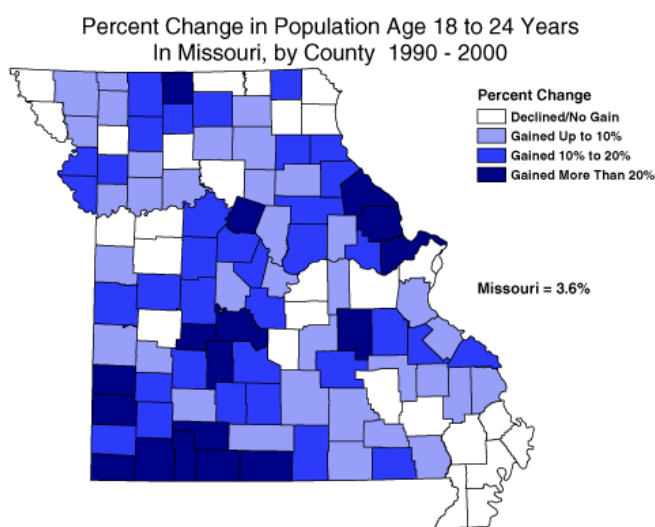 Percent Change in Population Age 18 to 24 Years
In Missouri, by County 1990 - 2000
Percent Change
Declined/No Gain
Gained Up to 10%
Gained 10% to 20%
Gained More Than 20%
Missouri = 3.6%